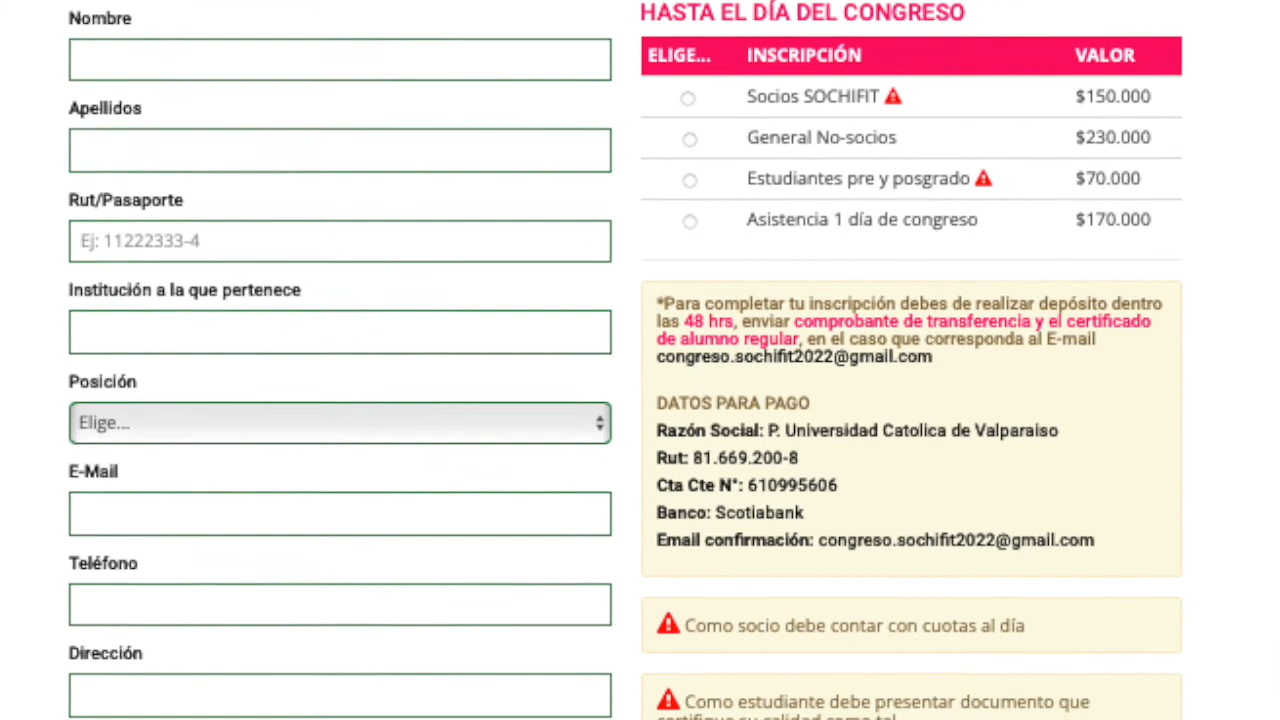 Nombre
Apellidos
Rut/Pasaporte
Ej: 11222333-4
Institución a la que pertenece
Posición
Elige...
E-Mail
Teléfono
Dirección
HASTA EL DÍA DEL CONGRESO
ELIGE... INSCRIPCIÓN VALOR
Socios SOCHIFIT $150.000
General No-socios $230.000
Estudiantes pre y posgrado $70.000
Asistencia 1 día de congreso $170.000
*Para completar tu inscripción debes de realizar depósito dentro
las 48 hrs, enviar comprobante de transferencia y el certificado
de alumno regular, en el caso que corresponda al E-mail
congreso.sochifit2022@gmail.com
DATOS PARA PAGO
Razón Social: P. Universidad Catolica de Valparaiso
Rut: 81.669.200-8
Cta Cte N°: 610995606
Banco: Scotiabank
Email confirmación: congreso.sochifit2022@gmail.com
Como socio debe contar con cuotas al día
Como estudiante debe presentar documento que
certifique su calidad como tal